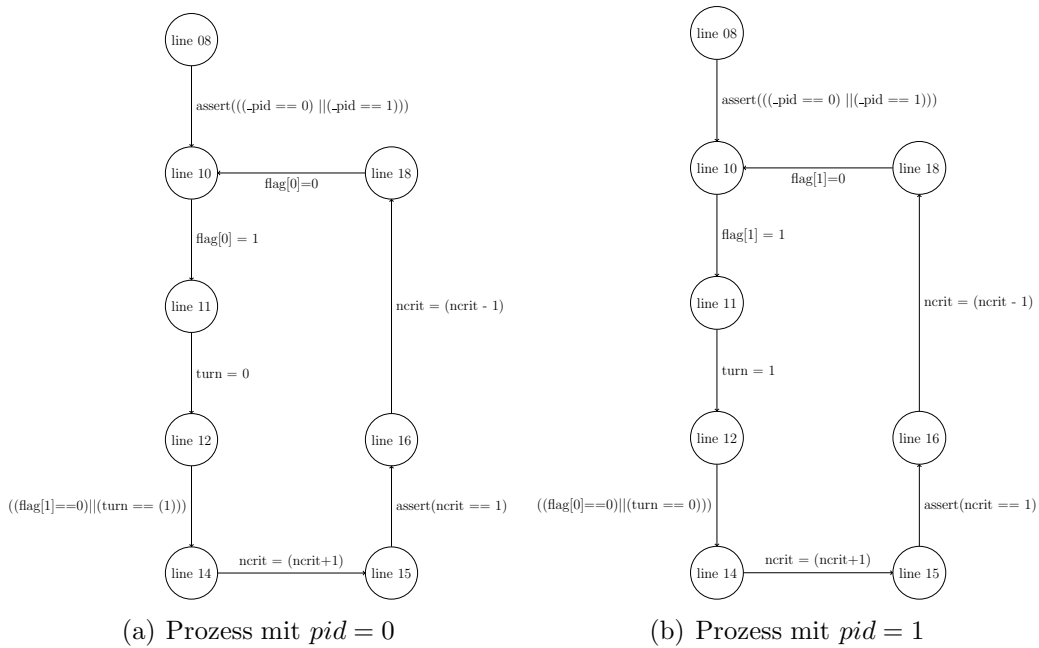 line 08
assert(((_pid == 0) ||(_pid == 1)))
line 10
line 18
flag[0]=0
flag[0] = 1
line 11
ncrit = (ncrit - 1)
turn = 0
line 12
line 16
((flag[1]==0)||(turn == (1)))
assert(ncrit == 1)
line 14
ncrit = (ncrit+1)
line 15
(a) Prozess mit pid = 0
line 08
assert(((_pid == 0) ||(_pid == 1)))
line 10
line 18
flag[1]=0
flag[1] = 1
line 11
ncrit = (ncrit - 1)
turn = 1
line 12
line 16
((flag[0]==0)||(turn == 0)))
assert(ncrit == 1)
line 14
ncrit = (ncrit+1)
line 15
(b) Prozess mit pid = 1